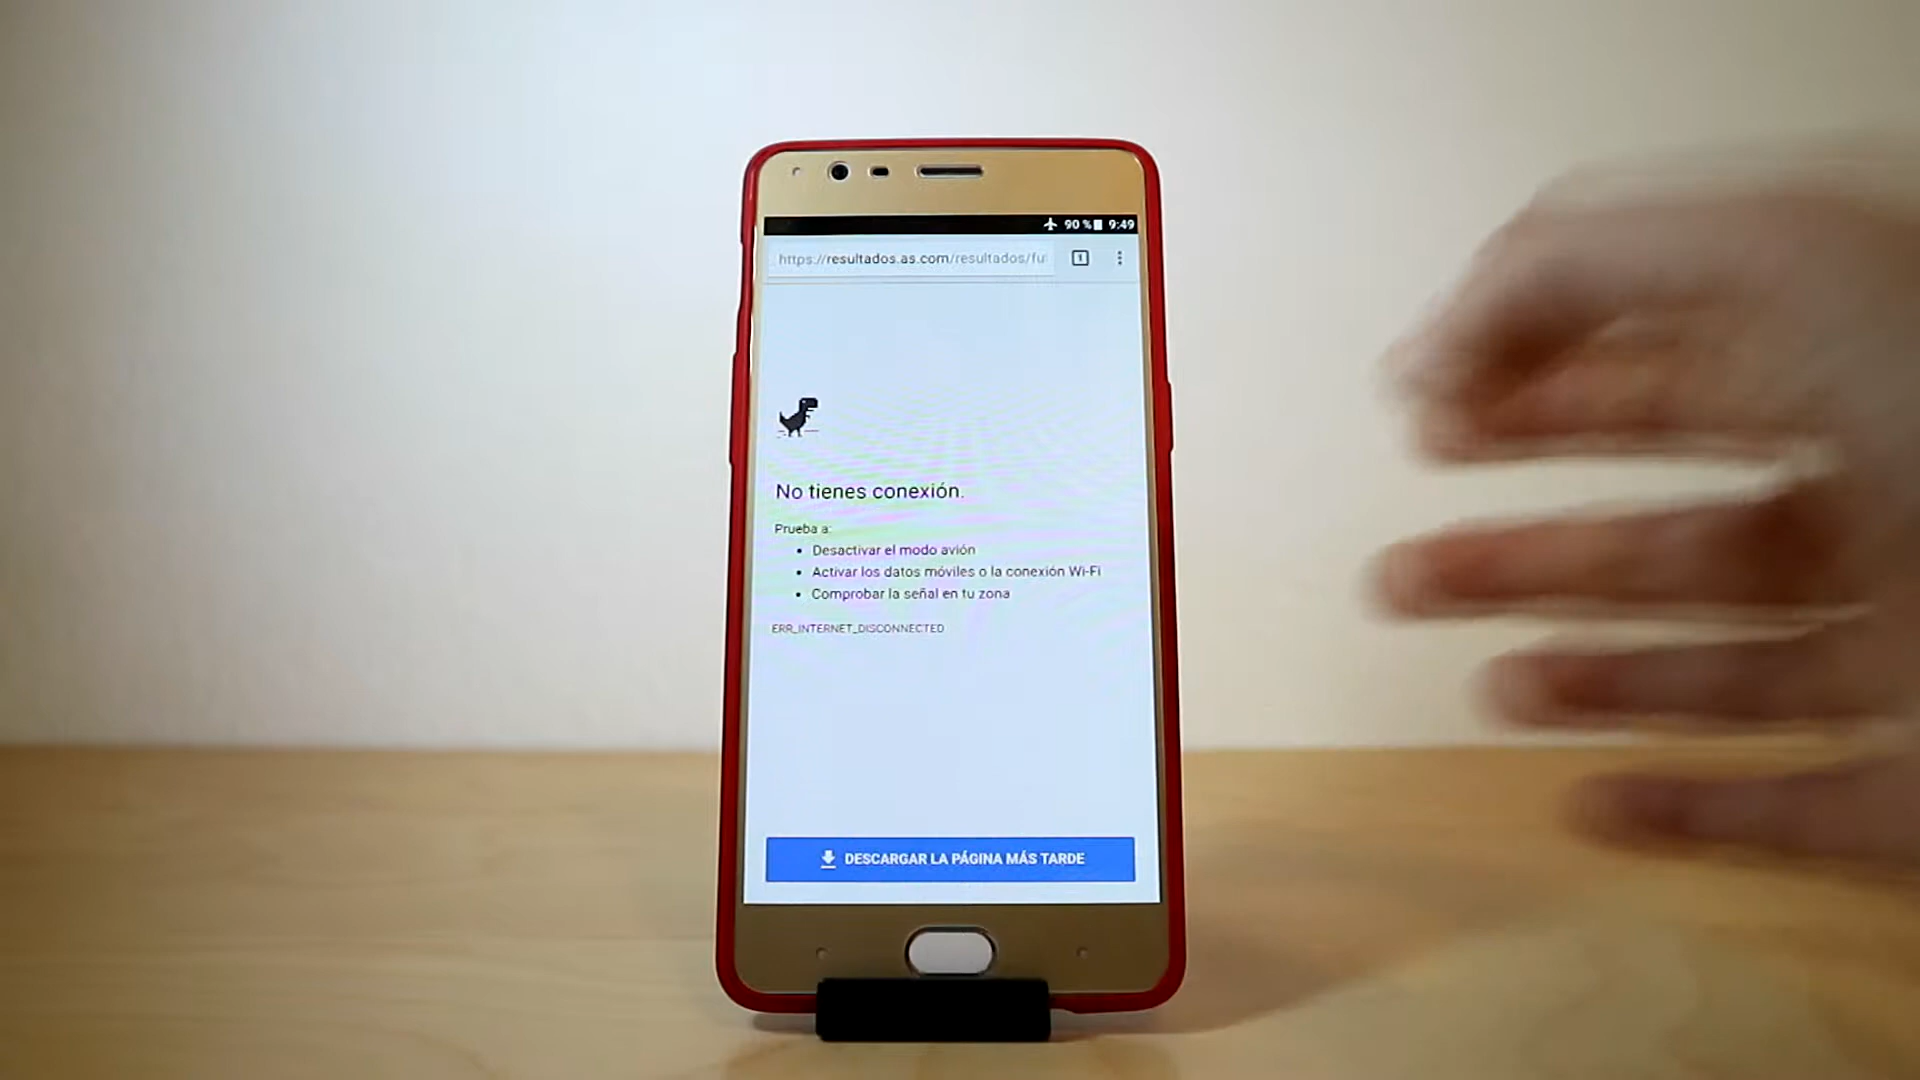 90 % 9:49
https://resultados.as.com/resultados/fu
1
No tienes conexión.
Prueba a:
• Desactivar el modo avión
• Activar los datos móviles o la conexión Wi-Fi
• Comprobar la señal en tu zona
ERR_INTERNET_DISCONNECTED
DESCARGAR LA PÁGINA MÁS TARDE